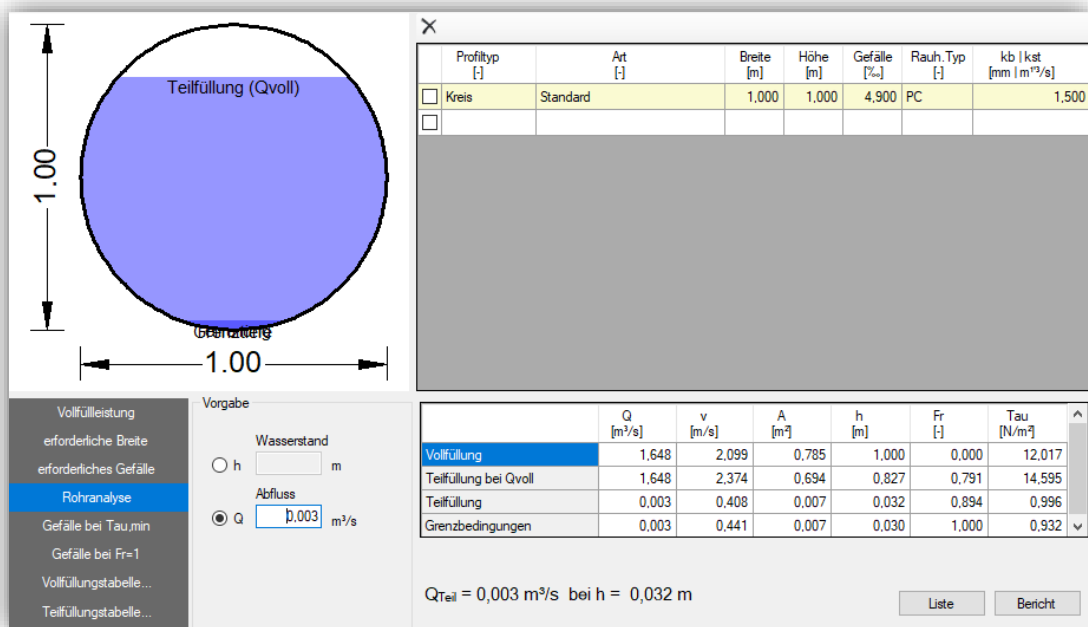 Teilfüllung (Qvoll)
1.00
1.00
Profiltyp Art Breite Höhe Gefälle Rauh.Typ kb | kst
[-] [-] [m] [m] [‰] [-] [mm | m¹'³/s]
Kreis Standard 1,000 1,000 4,900 PC 1,500
Vollfülleistung
erforderliche Breite
erforderliches Gefälle
Rohranalyse
Gefälle bei Tau,min
Gefälle bei Fr=1
Vollfüllungstabelle...
Teilfüllungstabelle...
Vorgabe
Wasserstand
h m
Abfluss
Q 0,003 m³/s
Q v A h Fr Tau
[m³/s] [m/s] [m²] [m] [-] [N/m²]
Vollfüllung 1,648 2,099 0,785 1,000 0,000 12,017
Teilfüllung bei Qvoll 1,648 2,374 0,694 0,827 0,791 14,595
Teilfüllung 0,003 0,408 0,007 0,032 0,894 0,996
Grenzbedingungen 0,003 0,441 0,007 0,030 1,000 0,932
QTeil = 0,003 m³/s bei h = 0,032 m
Liste
Bericht